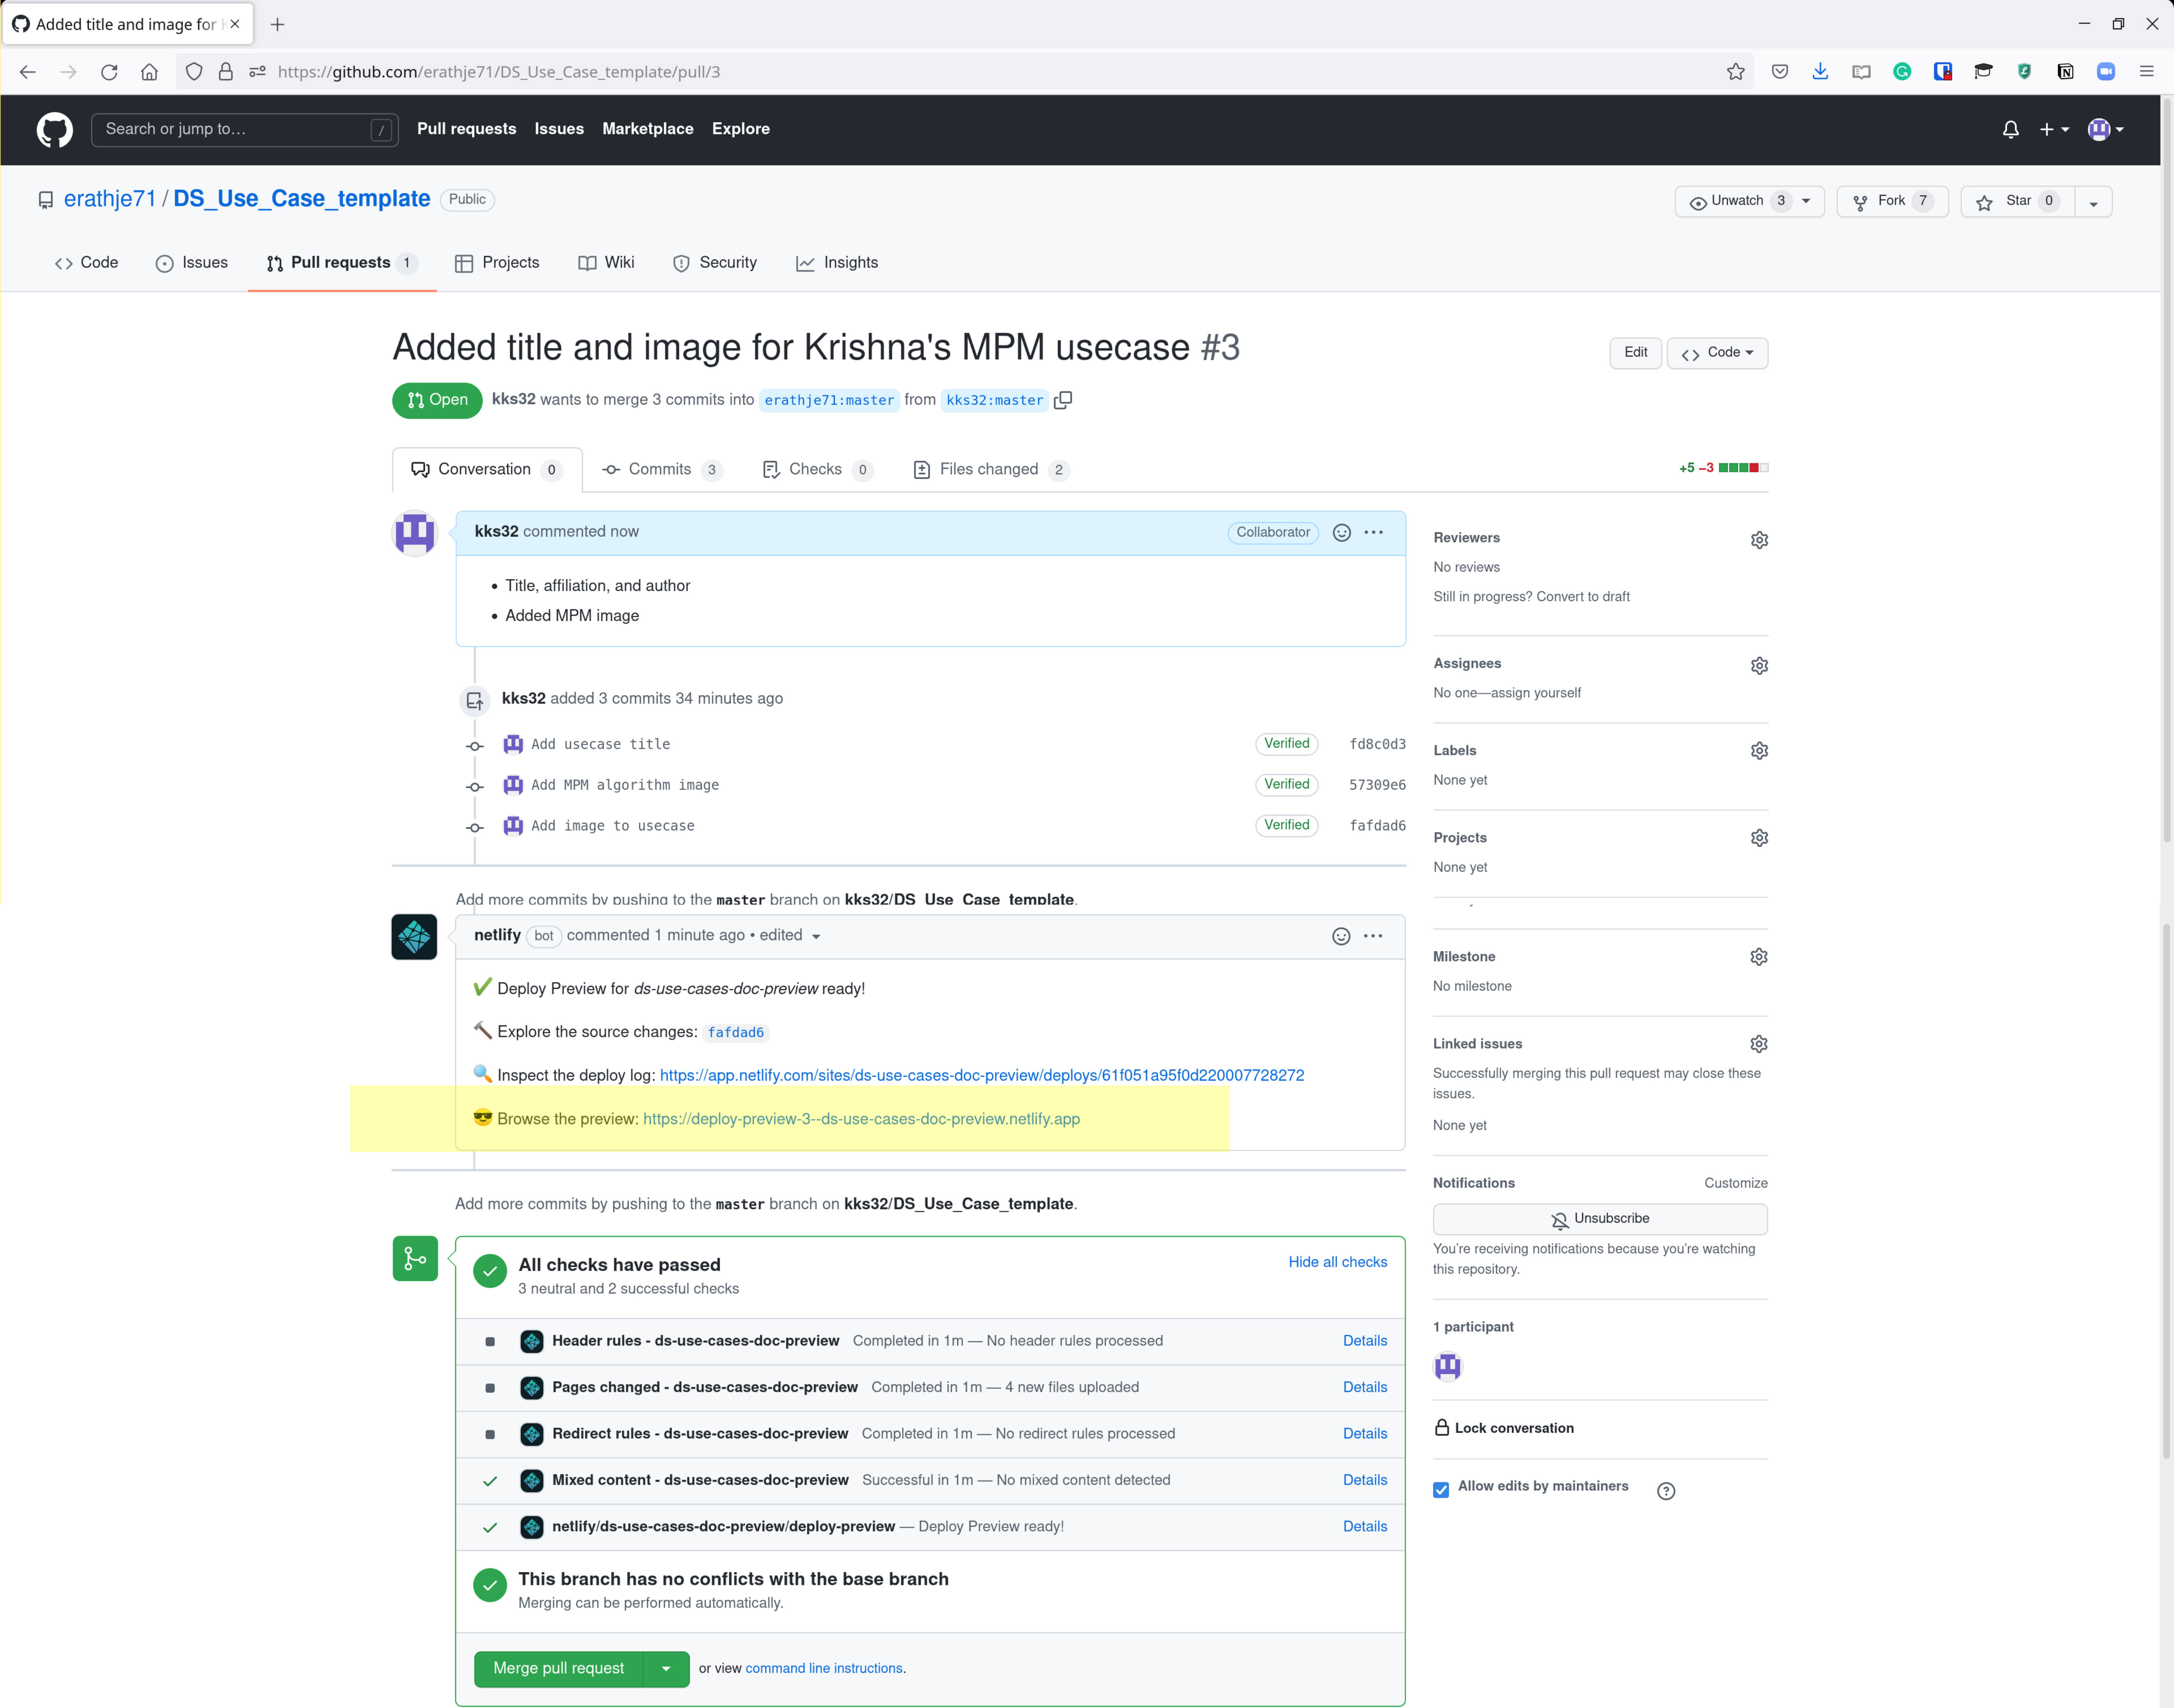 Added title and image for
https://github.com/erathje71/DS_Use_Case_template/pull/3
Search or jump to… /
Pull requests Issues Marketplace Explore
erathje71 / DS_Use_Case_template Public
Unwatch 3 Fork 7 Star 0
Code Issues Pull requests 1 Projects Wiki Security Insights
Added title and image for Krishna's MPM usecase #3
Edit Code
Open kks32 wants to merge 3 commits into erathje71:master from kks32:master
Conversation 0 Commits 3 Checks 0 Files changed 2
+5 −3
kks32 commented now Collaborator
Title, affiliation, and author
Added MPM image
kks32 added 3 commits 34 minutes ago
Add usecase title Verified fd8c0d3
Add MPM algorithm image Verified 57309e6
Add image to usecase Verified fafdad6
Add more commits by pushing to the master branch on kks32/DS_Use_Case_template.
netlify bot commented 1 minute ago • edited
Deploy Preview for ds-use-cases-doc-preview ready!
Explore the source changes: fafdad6
Inspect the deploy log: https://app.netlify.com/sites/ds-use-cases-doc-preview/deploys/61f051a95f0d220007728272
Browse the preview: https://deploy-preview-3--ds-use-cases-doc-preview.netlify.app
Add more commits by pushing to the master branch on kks32/DS_Use_Case_template.
All checks have passed
3 neutral and 2 successful checks
Hide all checks
Header rules - ds-use-cases-doc-preview Completed in 1m — No header rules processed Details
Pages changed - ds-use-cases-doc-preview Completed in 1m — 4 new files uploaded Details
Redirect rules - ds-use-cases-doc-preview Completed in 1m — No redirect rules processed Details
Mixed content - ds-use-cases-doc-preview Successful in 1m — No mixed content detected Details
netlify/ds-use-cases-doc-preview/deploy-preview — Deploy Preview ready! Details
This branch has no conflicts with the base branch
Merging can be performed automatically.
Merge pull request or view command line instructions.
Reviewers
No reviews
Still in progress? Convert to draft
Assignees
No one—assign yourself
Labels
None yet
Projects
None yet
Milestone
No milestone
Linked issues
Successfully merging this pull request may close these
issues.
None yet
Notifications Customize
Unsubscribe
You're receiving notifications because you're watching
this repository.
1 participant
Lock conversation
Allow edits by maintainers